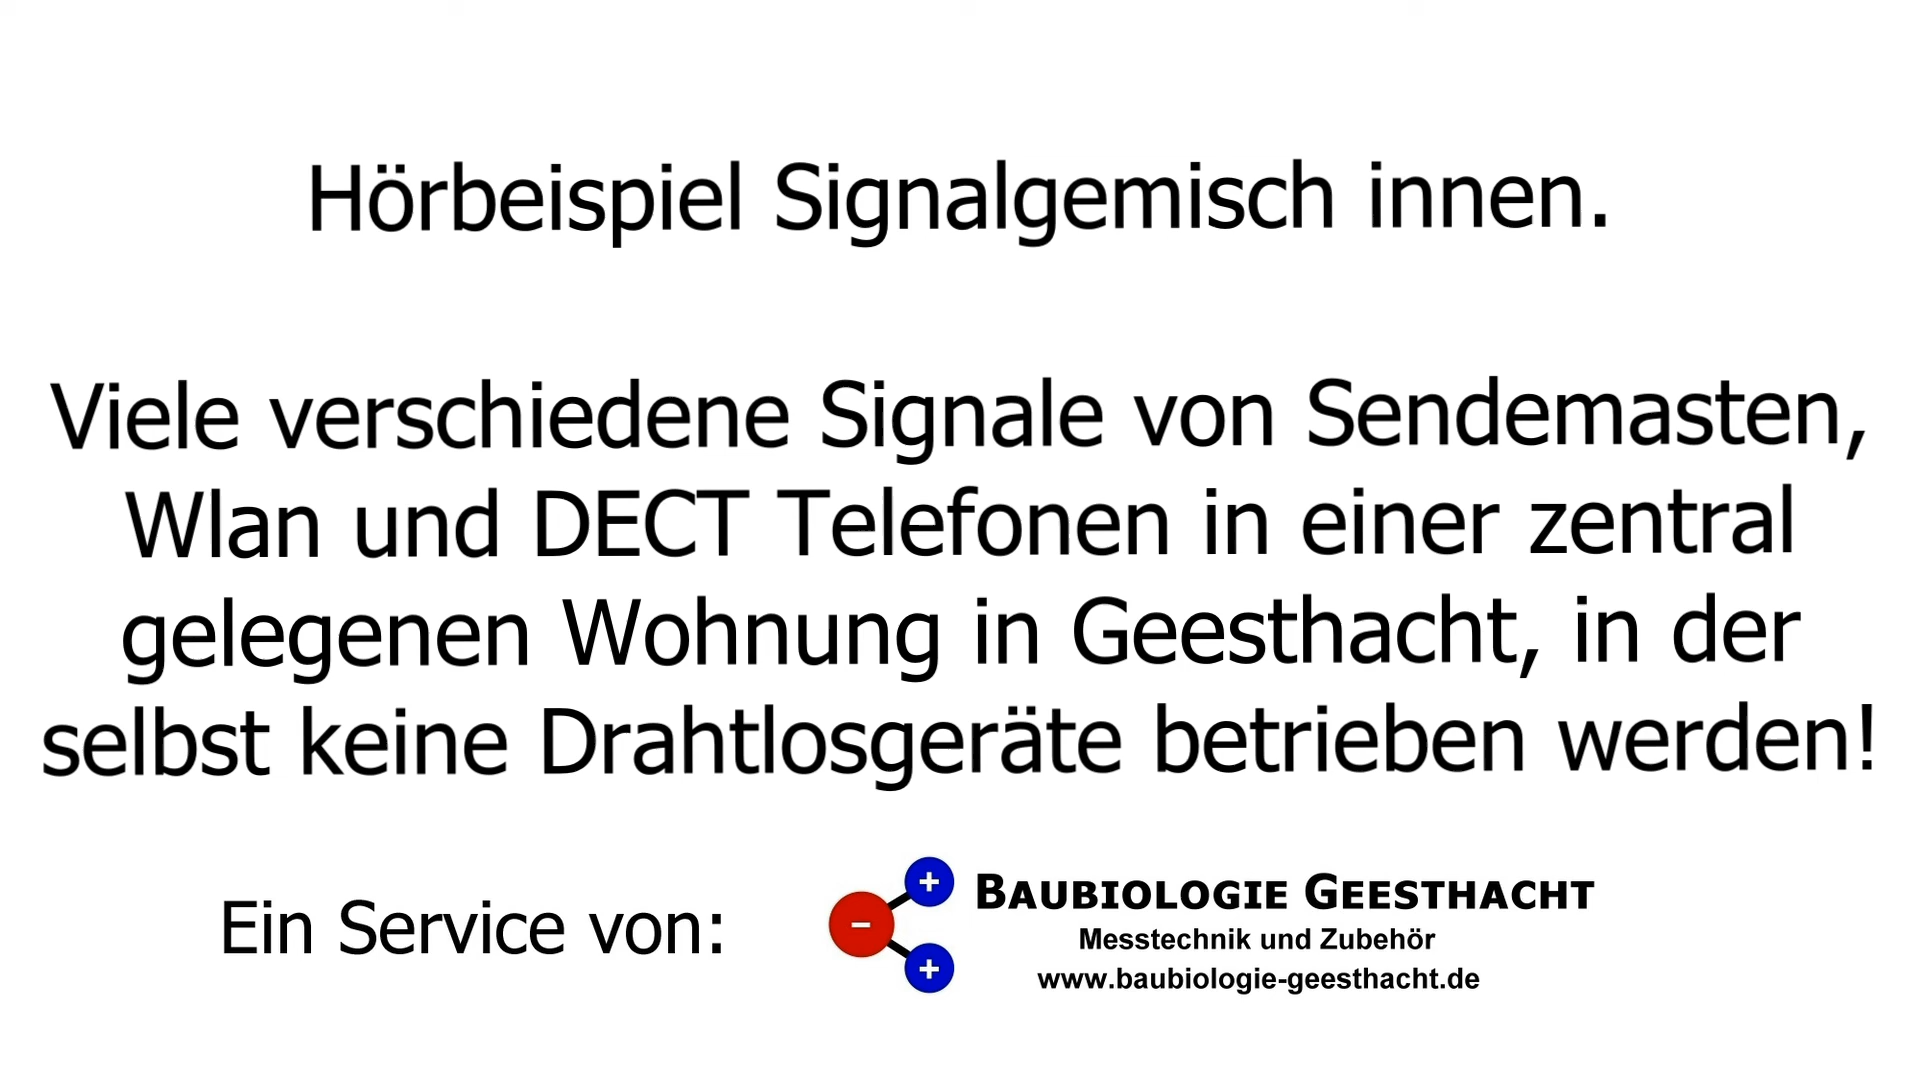 Hörbeispiel Signalgemisch innen.
Viele verschiedene Signale von Sendemasten,
Wlan und DECT Telefonen in einer zentral
gelegenen Wohnung in Geesthacht, in der
selbst keine Drahtlosgeräte betrieben werden!
Ein Service von:
+
−
+
BAUBIOLOGIE GEESTHACHT
Messtechnik und Zubehör
www.baubiologie-geesthacht.de